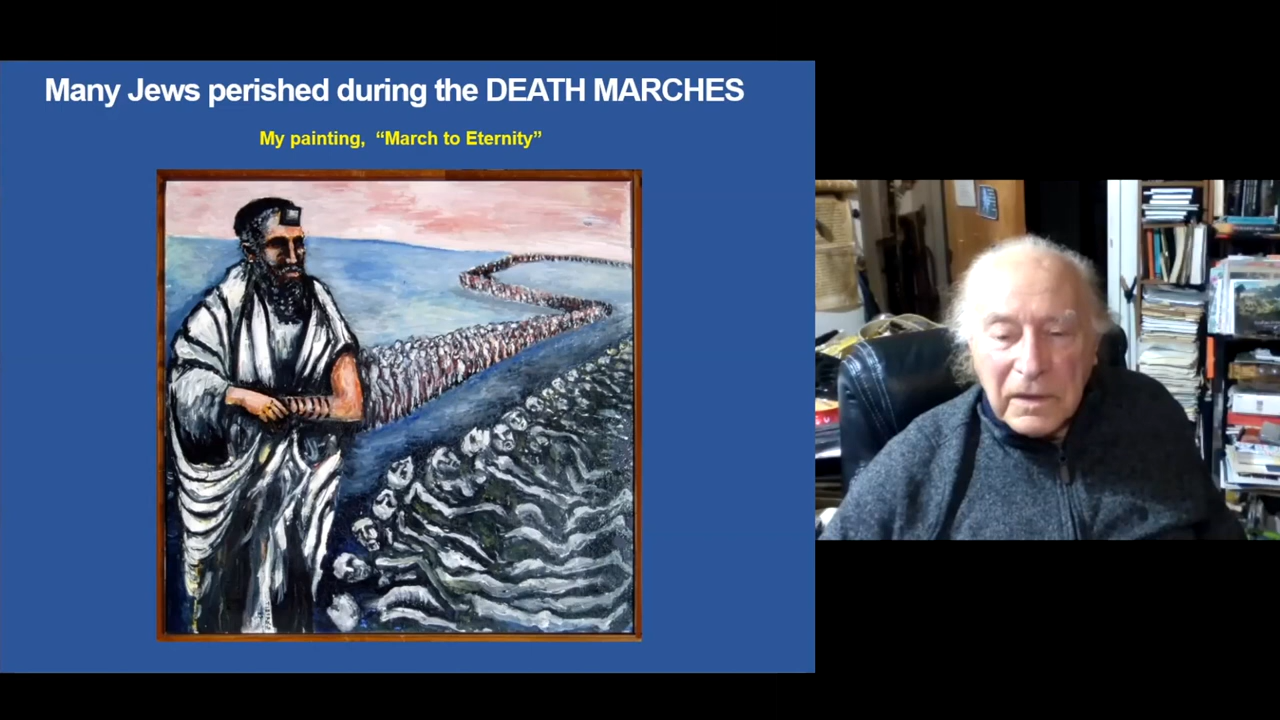 Many Jews perished during the DEATH MARCHES
My painting, “March to Eternity”